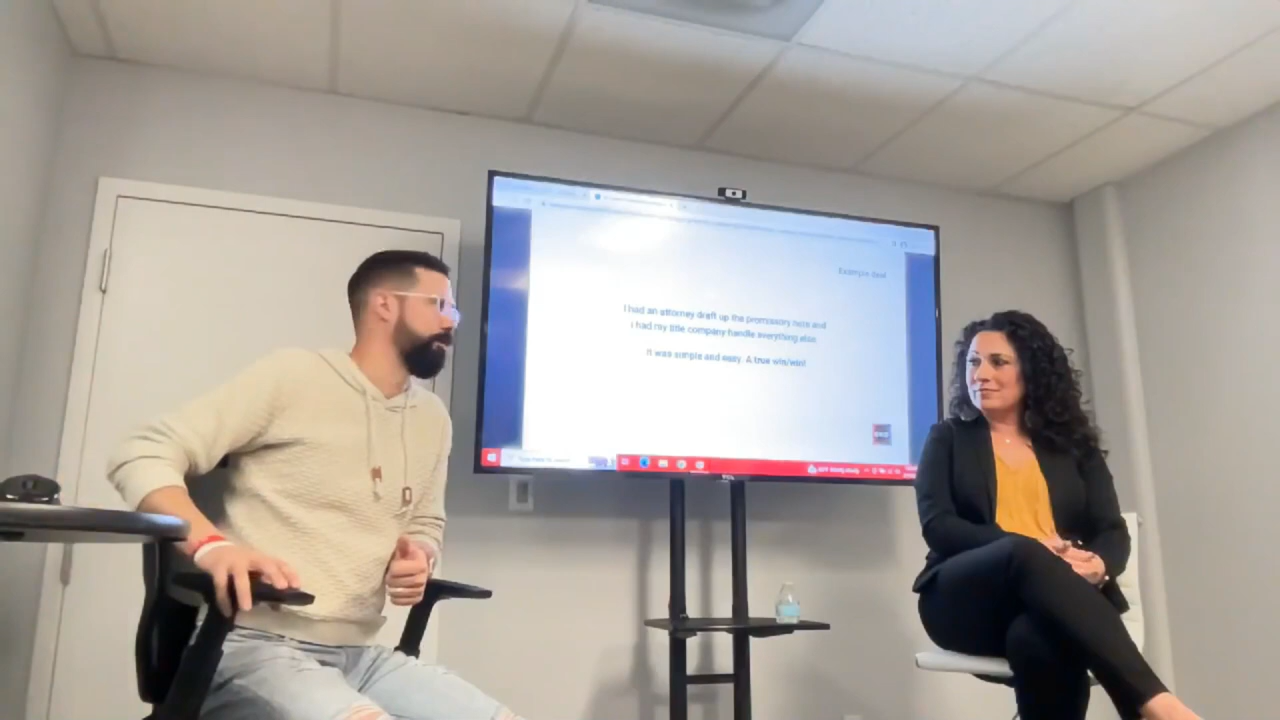 Example deal
I had an attorney draft up the promissory note and
i had my title company handle everything else.
It was simple and easy. A true win/win!